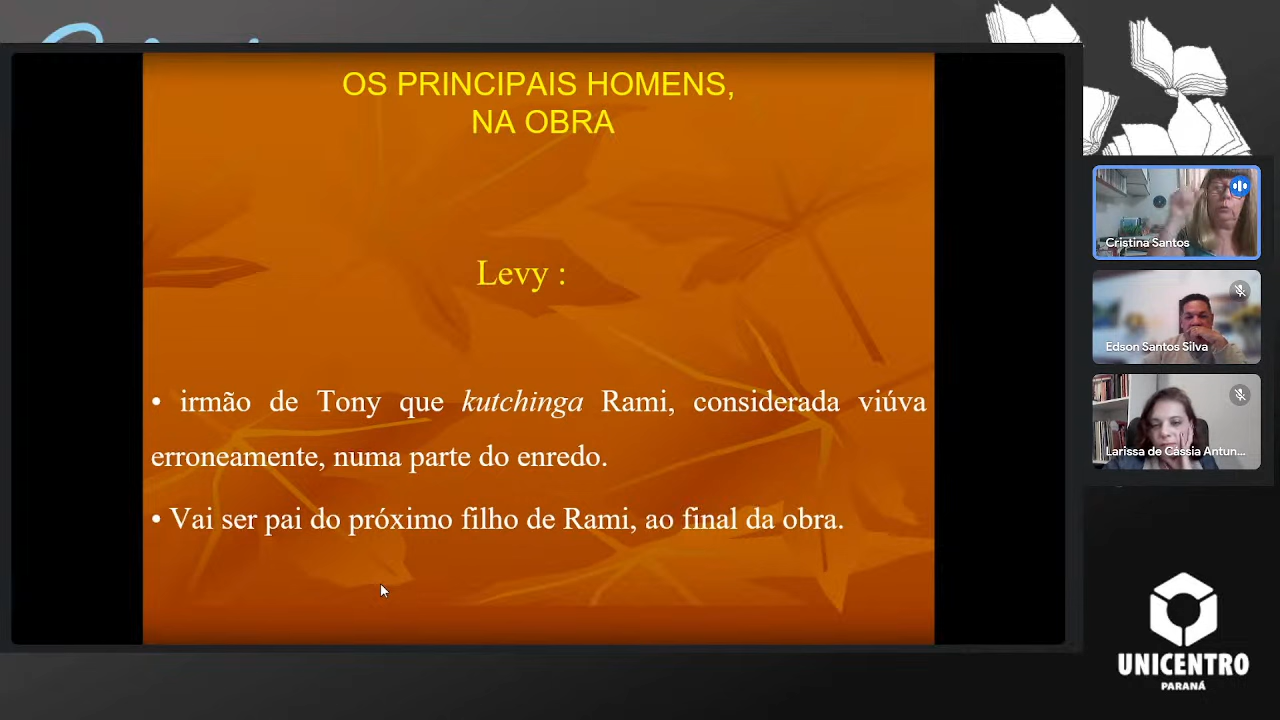 OS PRINCIPAIS HOMENS,
NA OBRA
Levy :
• irmão de Tony que kutchinga Rami, considerada viúva
erroneamente, numa parte do enredo.
• Vai ser pai do próximo filho de Rami, ao final da obra.
Cristina Santos
Edson Santos Silva
Larissa de Cássia Antun...
UNICENTRO
PARANÁ